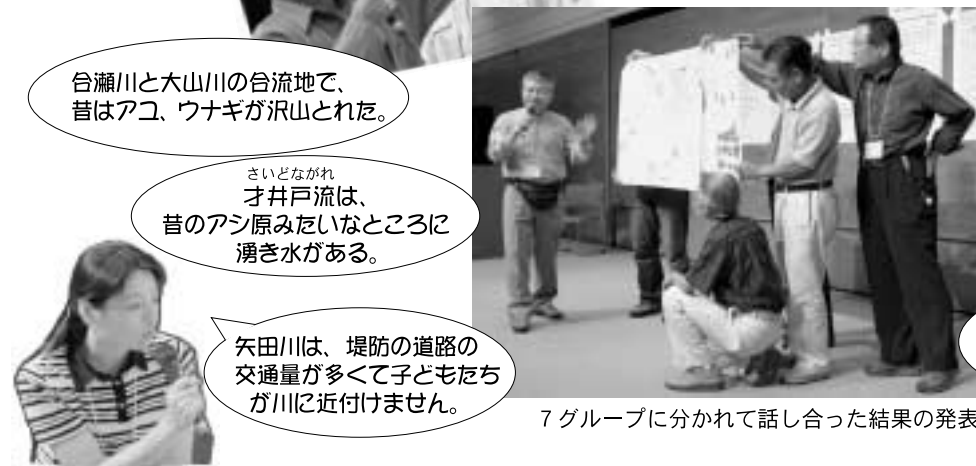 合瀬川と大山川の合流地で、
昔はアユ、ウナギが沢山とれた。
さいどながれ
才井戸流は、
昔のアシ原みたいなところに
湧き水がある。
矢田川は、堤防の道路の
交通量が多くて子どもたち
が川に近付けません。
7グループに分かれて話し合った結果の発表